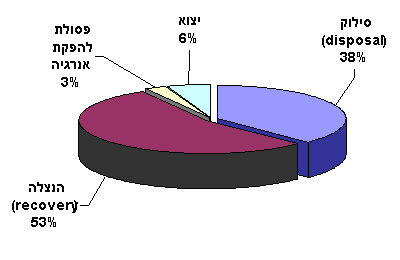 פסולת
להפקת
אנרגיה
3%
יצוא
6%
סילוק
(disposal)
38%
הנצלה
(recovery)
53%